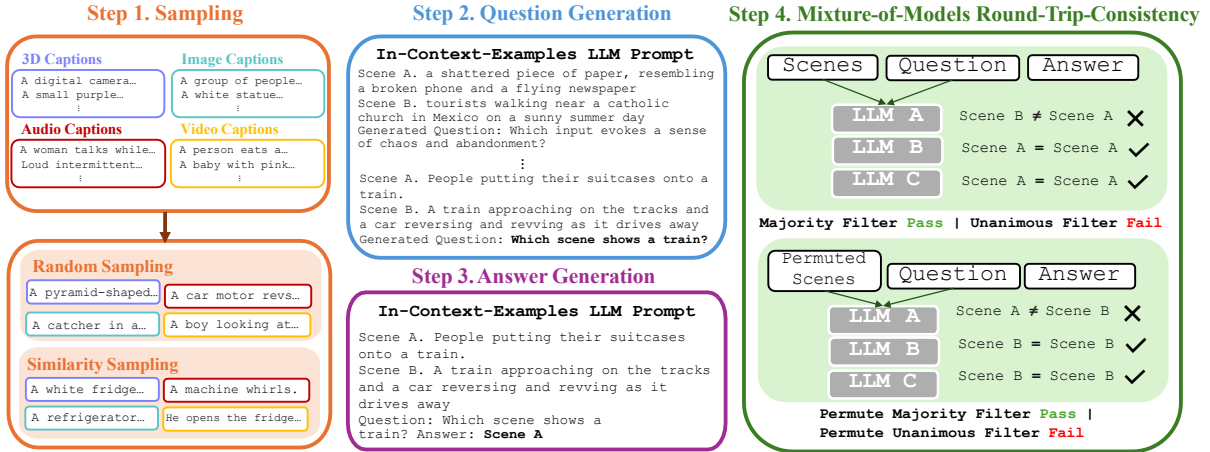 Step 1. Sampling
3D Captions
A digital camera…
A small purple…
⋮
Image Captions
A group of people…
A white statue…
⋮
Audio Captions
A woman talks while…
Loud intermittent…
⋮
Video Captions
A person eats a…
A baby with pink…
⋮
Random Sampling
A pyramid-shaped…
A car motor revs…
A catcher in a…
A boy looking at…
Similarity Sampling
A white fridge…
A machine whirls.
A refrigerator…
He opens the fridge…
Step 2. Question Generation
In-Context-Examples LLM Prompt
Scene A. a shattered piece of paper, resembling
a broken phone and a flying newspaper
Scene B. tourists walking near a catholic
church in Mexico on a sunny summer day
Generated Question: Which input evokes a sense
of chaos and abandonment?
⋮
Scene A. People putting their suitcases onto a
train.
Scene B. A train approaching on the tracks and
a car reversing and revving as it drives away
Generated Question: Which scene shows a train?
Step 3. Answer Generation
In-Context-Examples LLM Prompt
Scene A. People putting their suitcases
onto a train.
Scene B. A train approaching on the tracks
and a car reversing and revving as it
drives away
Question: Which scene shows a
train? Answer: Scene A
Step 4. Mixture-of-Models Round-Trip-Consistency
Scenes
Question
Answer
LLM A
Scene B ≠ Scene A ✗
LLM B
Scene A = Scene A ✓
LLM C
Scene A = Scene A ✓
Majority Filter Pass | Unanimous Filter Fail
Permuted
Scenes
Question
Answer
LLM A
Scene A ≠ Scene B ✗
LLM B
Scene B = Scene B ✓
LLM C
Scene B = Scene B ✓
Permute Majority Filter Pass |
Permute Unanimous Filter Fail